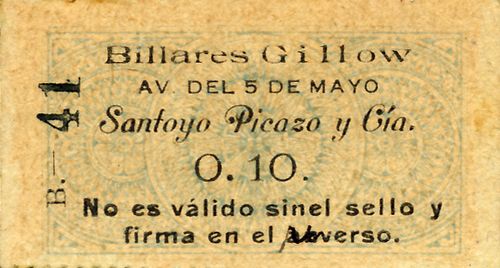 Billares Gillow
AV. DEL 5 DE MAYO
Santoyo Picazo y Cía.
0.10.
No es válido sinel sello y
firma en el verso.
B.—41